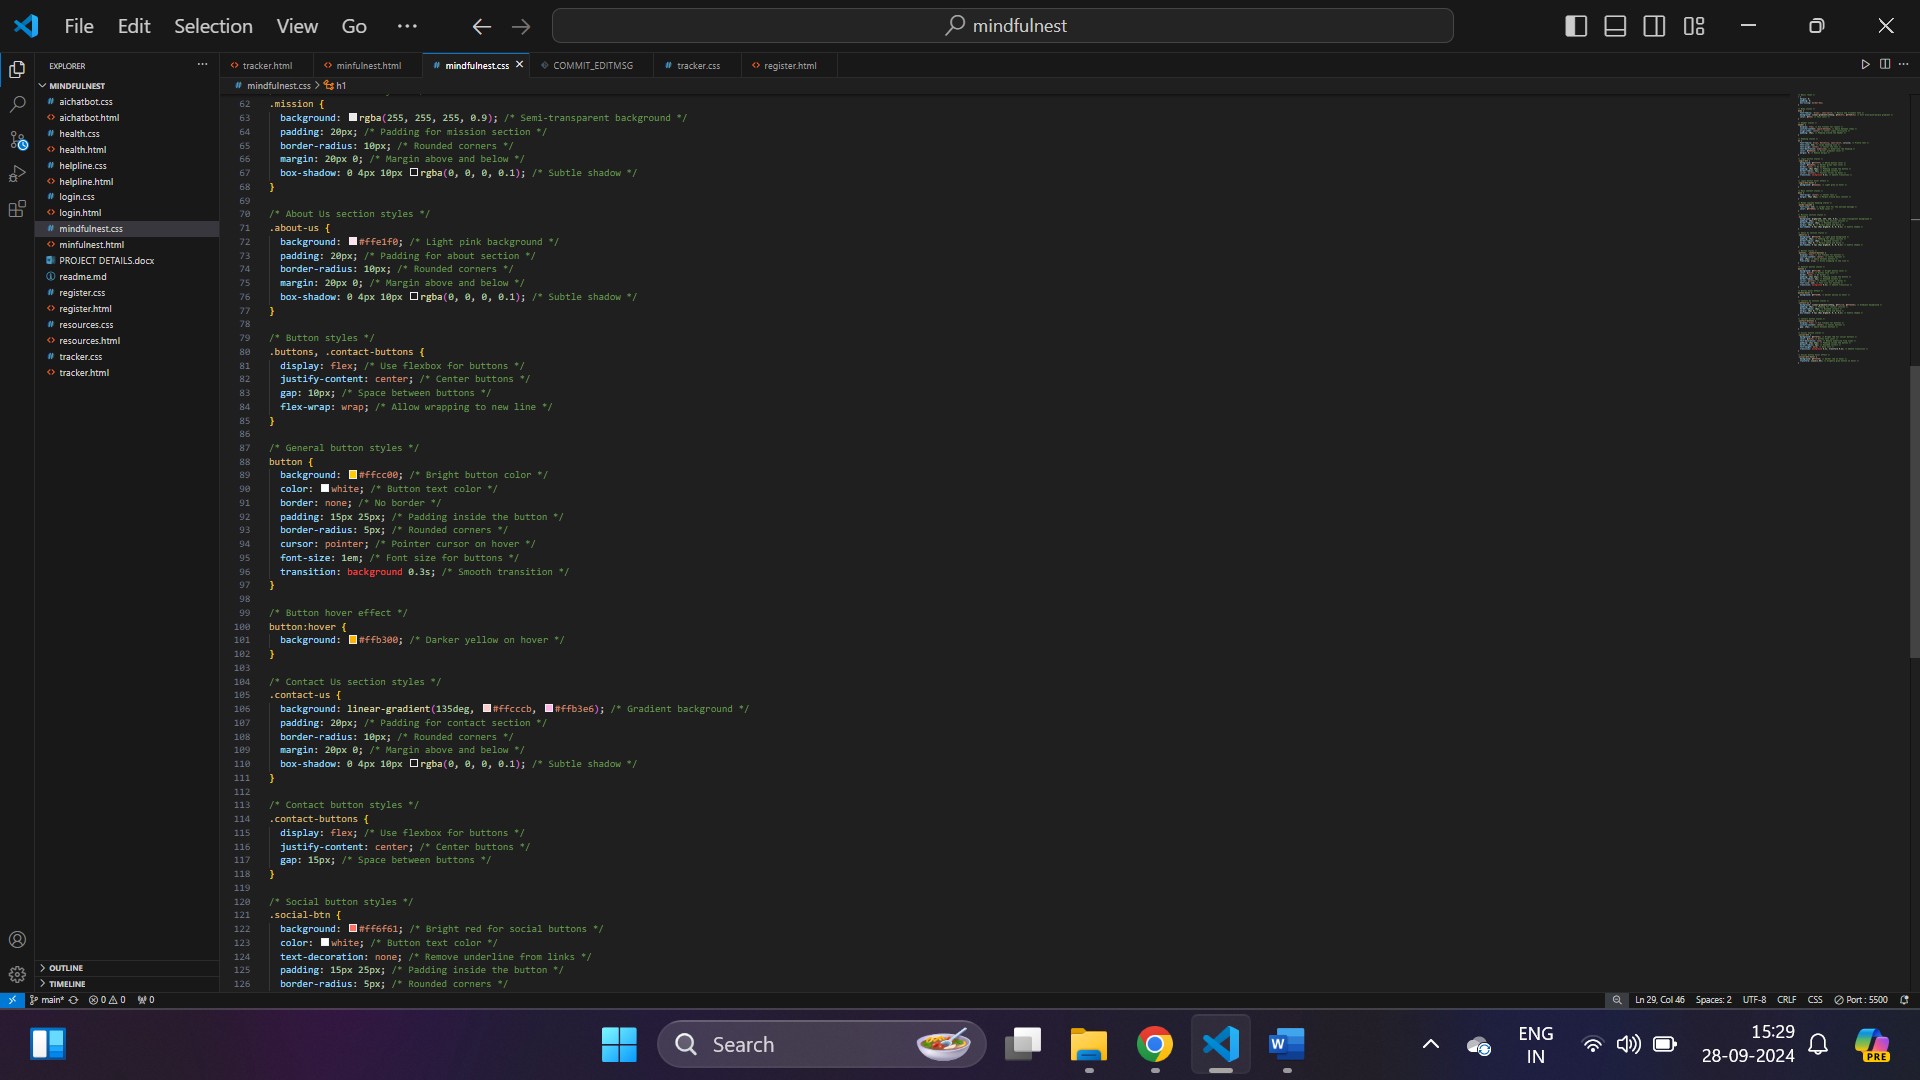 File Edit Selection View Go ··· mindfulnest
EXPLORER ···
MINDFULNEST
aichatbot.css
aichatbot.html
health.css
health.html
helpline.css
helpline.html
login.css
login.html
mindfulnest.css
minfulnest.html
PROJECT DETAILS.docx
readme.md
register.css
register.html
resources.css
resources.html
tracker.css
tracker.html
OUTLINE
TIMELINE
tracker.html minfulnest.html mindfulnest.css COMMIT_EDITMSG tracker.css register.html
mindfulnest.css > h1
62 .mission {
63 background: rgba(255, 255, 255, 0.9); /* Semi-transparent background */
64 padding: 20px; /* Padding for mission section */
65 border-radius: 10px; /* Rounded corners */
66 margin: 20px 0; /* Margin above and below */
67 box-shadow: 0 4px 10px rgba(0, 0, 0, 0.1); /* Subtle shadow */
68 }
69
70 /* About Us section styles */
71 .about-us {
72 background: #ffe1f0; /* Light pink background */
73 padding: 20px; /* Padding for about section */
74 border-radius: 10px; /* Rounded corners */
75 margin: 20px 0; /* Margin above and below */
76 box-shadow: 0 4px 10px rgba(0, 0, 0, 0.1); /* Subtle shadow */
77 }
78
79 /* Button styles */
80 .buttons, .contact-buttons {
81 display: flex; /* Use flexbox for buttons */
82 justify-content: center; /* Center buttons */
83 gap: 10px; /* Space between buttons */
84 flex-wrap: wrap; /* Allow wrapping to new line */
85 }
86
87 /* General button styles */
88 button {
89 background: #ffcc00; /* Bright button color */
90 color: white; /* Button text color */
91 border: none; /* No border */
92 padding: 15px 25px; /* Padding inside the button */
93 border-radius: 5px; /* Rounded corners */
94 cursor: pointer; /* Pointer cursor on hover */
95 font-size: 1em; /* Font size for buttons */
96 transition: background 0.3s; /* Smooth transition */
97 }
98
99 /* Button hover effect */
100 button:hover {
101 background: #ffb300; /* Darker yellow on hover */
102 }
103
104 /* Contact Us section styles */
105 .contact-us {
106 background: linear-gradient(135deg, #ffcccb, #ffb3e6); /* Gradient background */
107 padding: 20px; /* Padding for contact section */
108 border-radius: 10px; /* Rounded corners */
109 margin: 20px 0; /* Margin above and below */
110 box-shadow: 0 4px 10px rgba(0, 0, 0, 0.1); /* Subtle shadow */
111 }
112
113 /* Contact button styles */
114 .contact-buttons {
115 display: flex; /* Use flexbox for buttons */
116 justify-content: center; /* Center buttons */
117 gap: 15px; /* Space between buttons */
118 }
119
120 /* Social button styles */
121 .social-btn {
122 background: #ff6f61; /* Bright red for social buttons */
123 color: white; /* Button text color */
124 text-decoration: none; /* Remove underline from links */
125 padding: 15px 25px; /* Padding inside the button */
126 border-radius: 5px; /* Rounded corners */
main* 0 0 0 Ln 29, Col 46 Spaces: 2 UTF-8 CRLF CSS Port : 5500
Search
W
ENG
IN
15:29
28-09-2024
PRE